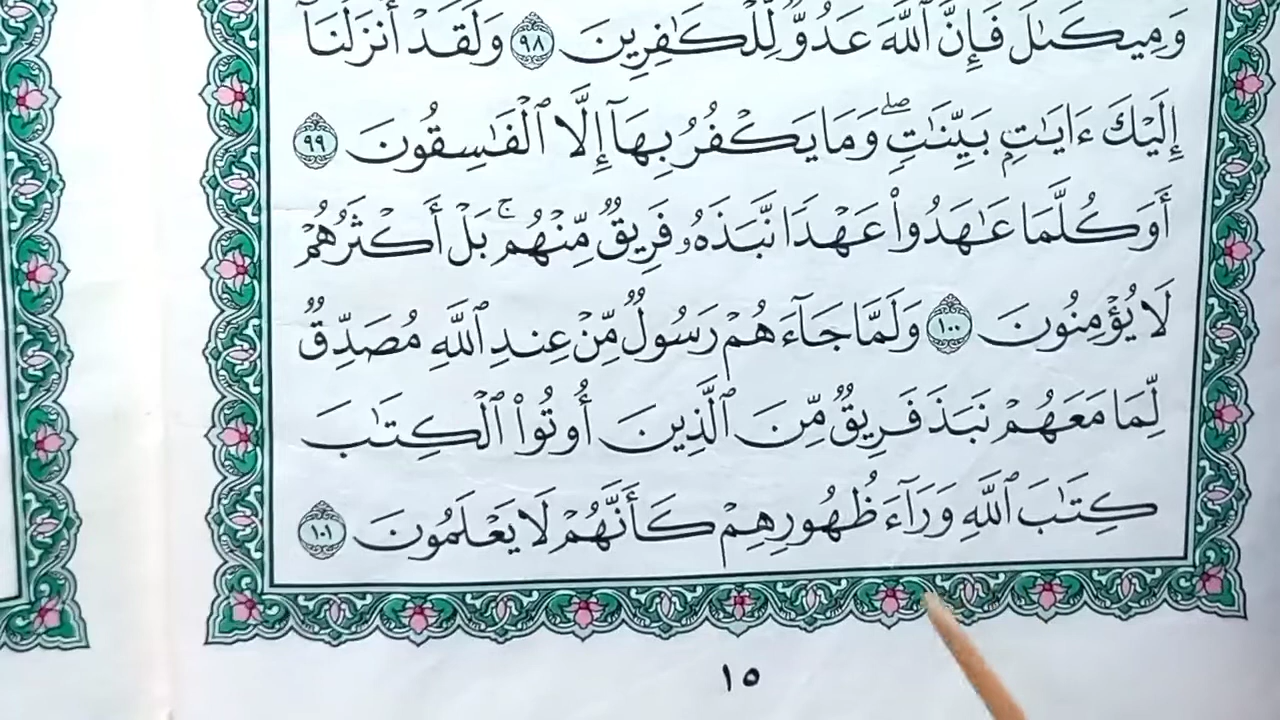 وَمِيكَىٰلَ فَإِنَّ ٱللَّهَ عَدُوٌّ لِّلْكَٰفِرِينَ ٩٨ وَلَقَدْ أَنزَلْنَآ
إِلَيْكَ ءَايَٰتٍۭ بَيِّنَٰتٍۖ وَمَا يَكْفُرُ بِهَآ إِلَّا ٱلْفَٰسِقُونَ ٩٩
أَوَكُلَّمَا عَٰهَدُوا۟ عَهْدًا نَّبَذَهُۥ فَرِيقٌ مِّنْهُمۚ بَلْ أَكْثَرُهُمْ
لَا يُؤْمِنُونَ ١٠٠ وَلَمَّا جَآءَهُمْ رَسُولٌ مِّنْ عِندِ ٱللَّهِ مُصَدِّقٌ
لِّمَا مَعَهُمْ نَبَذَ فَرِيقٌ مِّنَ ٱلَّذِينَ أُوتُوا۟ ٱلْكِتَٰبَ
كِتَٰبَ ٱللَّهِ وَرَآءَ ظُهُورِهِمْ كَأَنَّهُمْ لَا يَعْلَمُونَ ١٠١
١٥